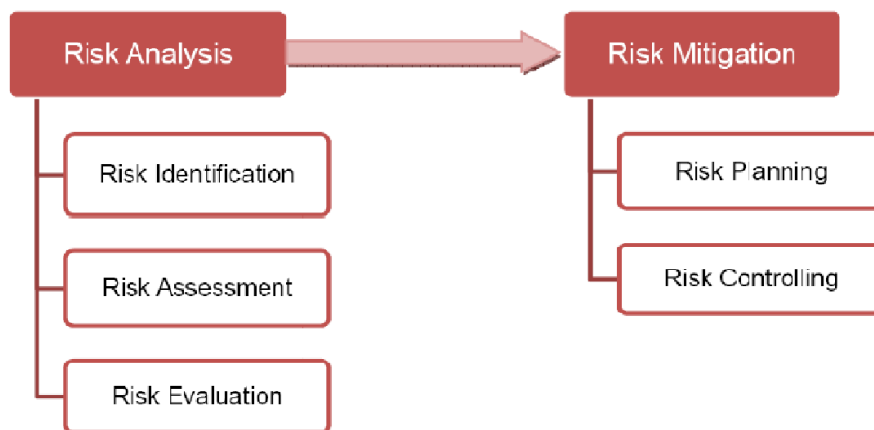 Risk Analysis
Risk Mitigation
Risk Identification
Risk Assessment
Risk Evaluation
Risk Planning
Risk Controlling